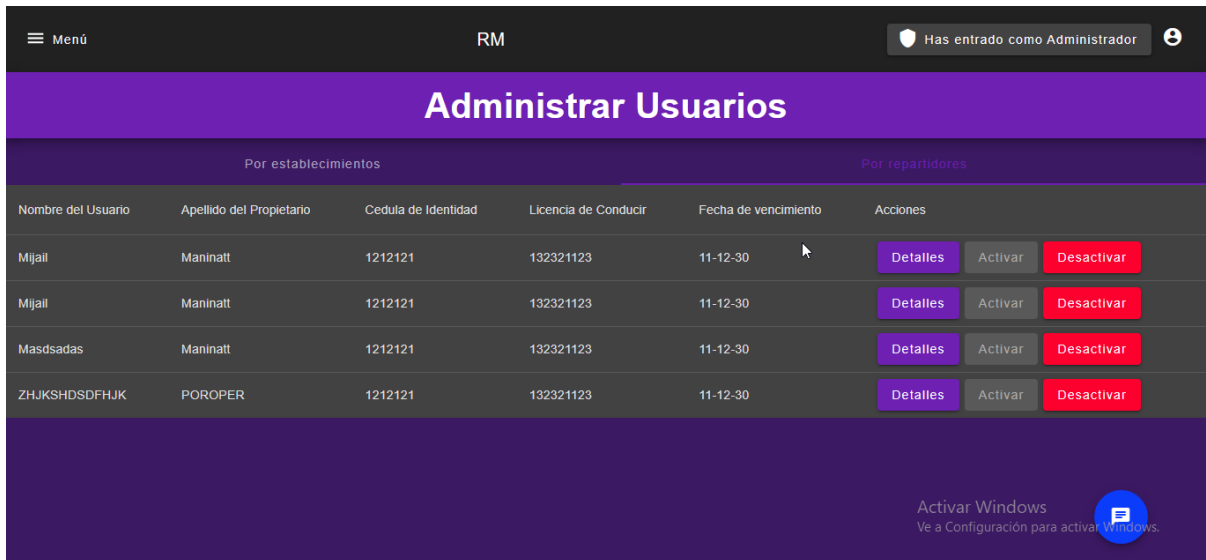 Menú RM Has entrado como Administrador
Administrar Usuarios
Por establecimientos Por repartidores
Nombre del Usuario Apellido del Propietario Cedula de Identidad Licencia de Conducir Fecha de vencimiento Acciones
Mijail Maninatt 1212121 132321123 11-12-30 Detalles Activar Desactivar
Mijail Maninatt 1212121 132321123 11-12-30 Detalles Activar Desactivar
Masdsadas Maninatt 1212121 132321123 11-12-30 Detalles Activar Desactivar
ZHJKSHDSDFHJK POROPER 1212121 132321123 11-12-30 Detalles Activar Desactivar
Activar Windows
Ve a Configuración para activar Windows.